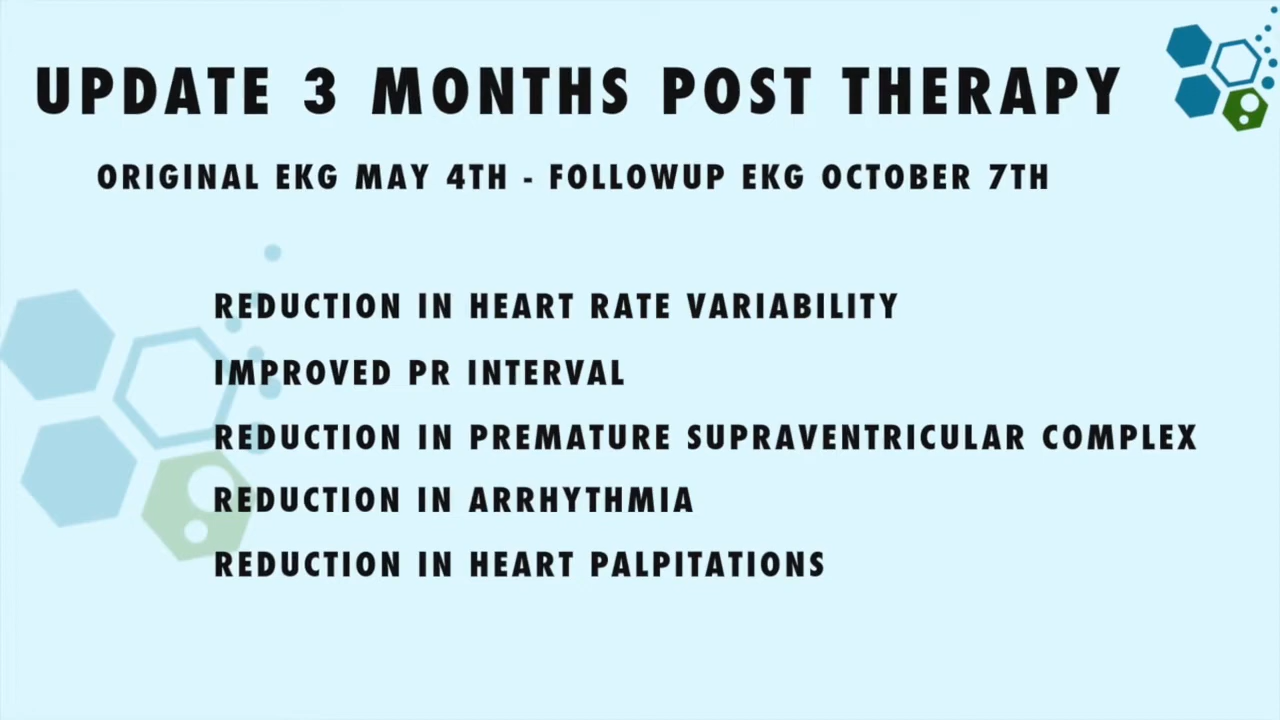 UPDATE 3 MONTHS POST THERAPY
ORIGINAL EKG MAY 4TH - FOLLOWUP EKG OCTOBER 7TH
REDUCTION IN HEART RATE VARIABILITY
IMPROVED PR INTERVAL
REDUCTION IN PREMATURE SUPRAVENTRICULAR COMPLEX
REDUCTION IN ARRHYTHMIA
REDUCTION IN HEART PALPITATIONS